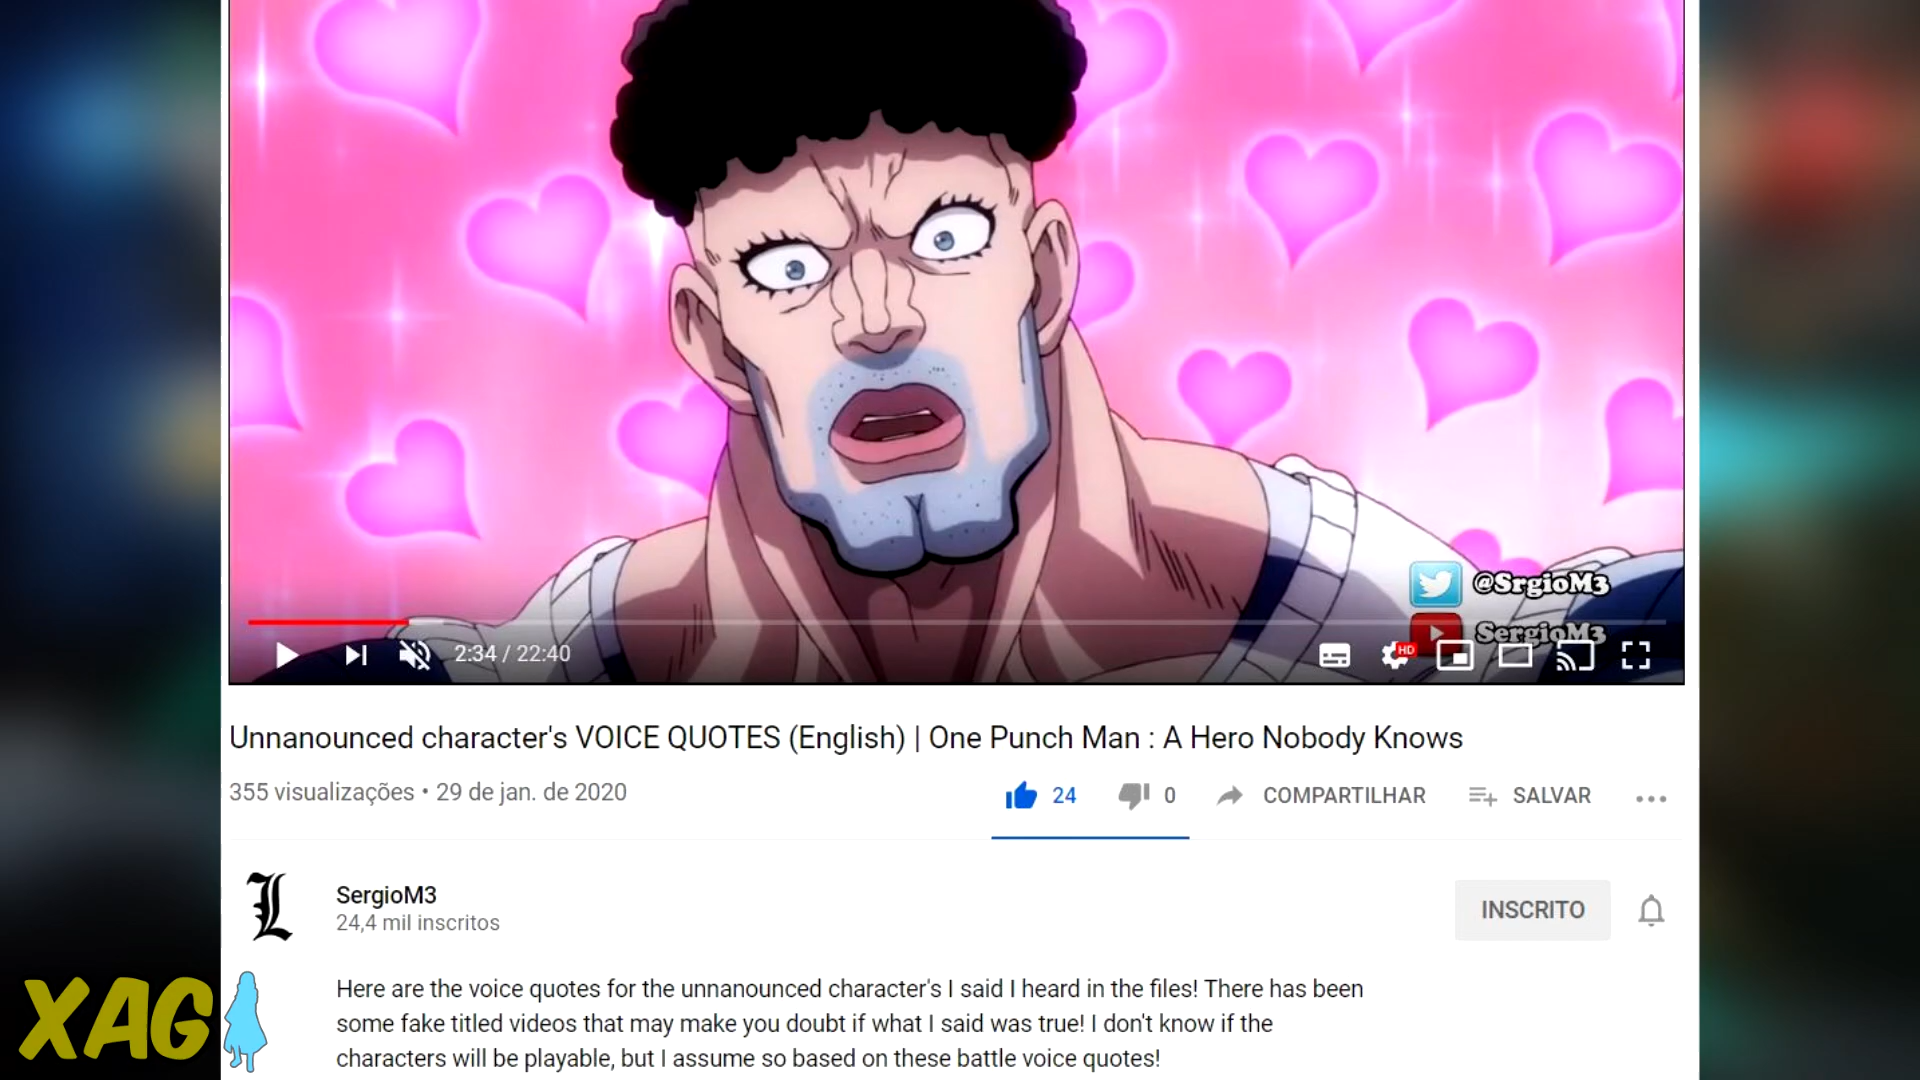 @SrgioM3
SergioM3
HD
2:34 / 22:40
Unnanounced character's VOICE QUOTES (English) | One Punch Man : A Hero Nobody Knows
355 visualizações • 29 de jan. de 2020
24
0
COMPARTILHAR
SALVAR
L
SergioM3
24,4 mil inscritos
INSCRITO
Here are the voice quotes for the unnanounced character's I said I heard in the files! There has been
some fake titled videos that may make you doubt if what I said was true! I don't know if the
characters will be playable, but I assume so based on these battle voice quotes!
XAG